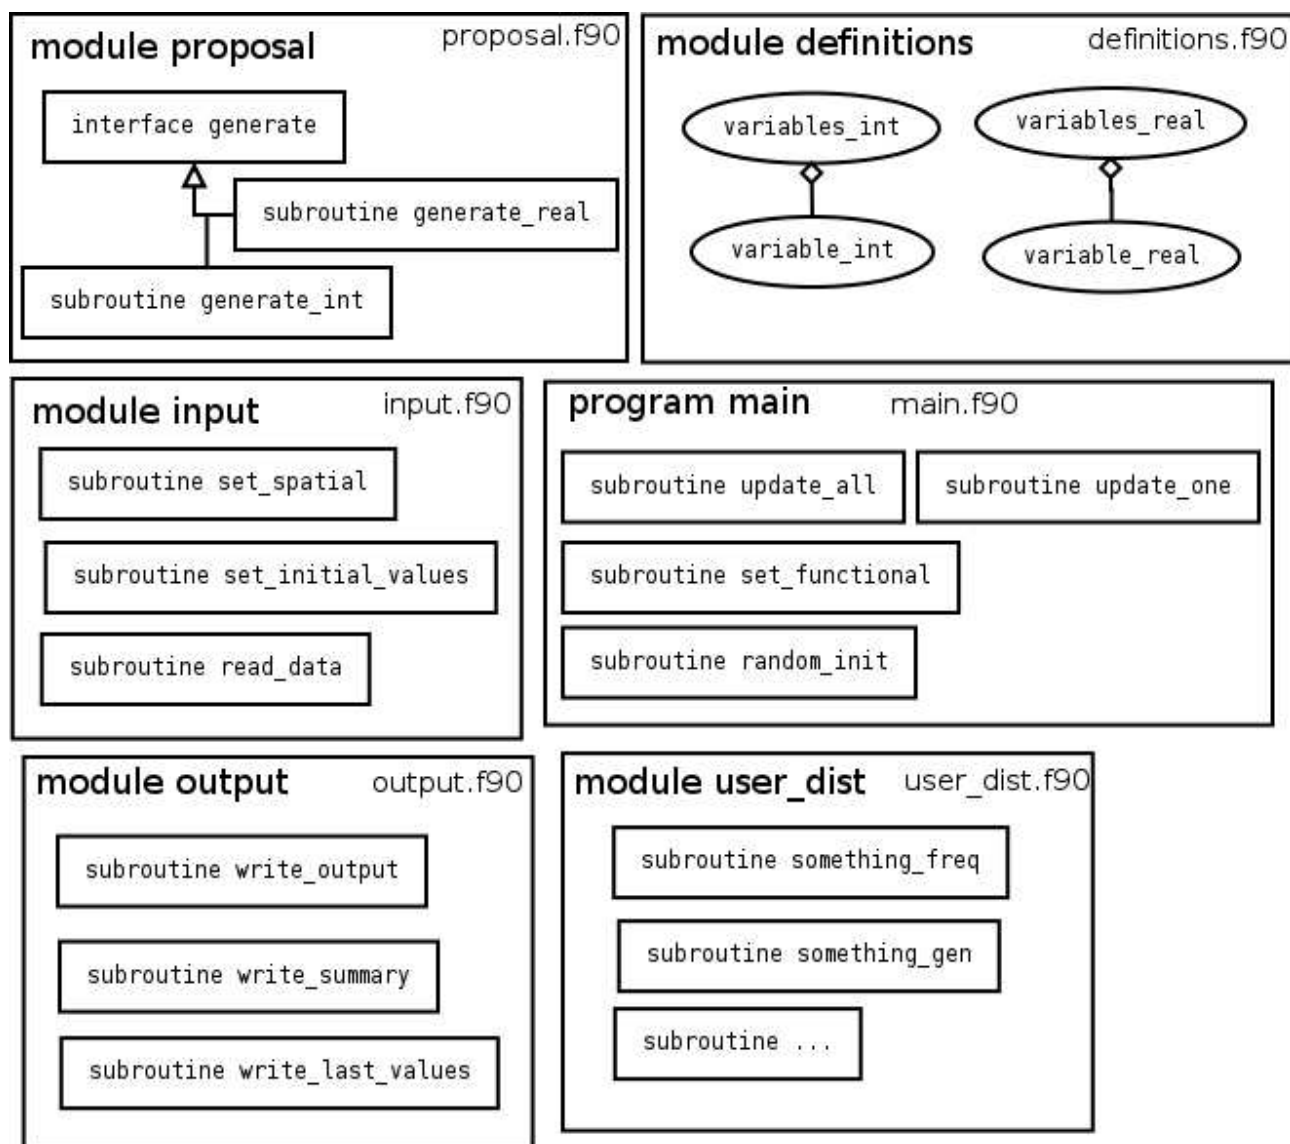 module proposal proposal.f90
interface generate
subroutine generate_real
subroutine generate_int
module definitions definitions.f90
variables_int variables_real
variable_int variable_real
module input input.f90
subroutine set_spatial
subroutine set_initial_values
subroutine read_data
program main main.f90
subroutine update_all subroutine update_one
subroutine set_functional
subroutine random_init
module output output.f90
subroutine write_output
subroutine write_summary
subroutine write_last_values
module user_dist user_dist.f90
subroutine something_freq
subroutine something_gen
subroutine ...